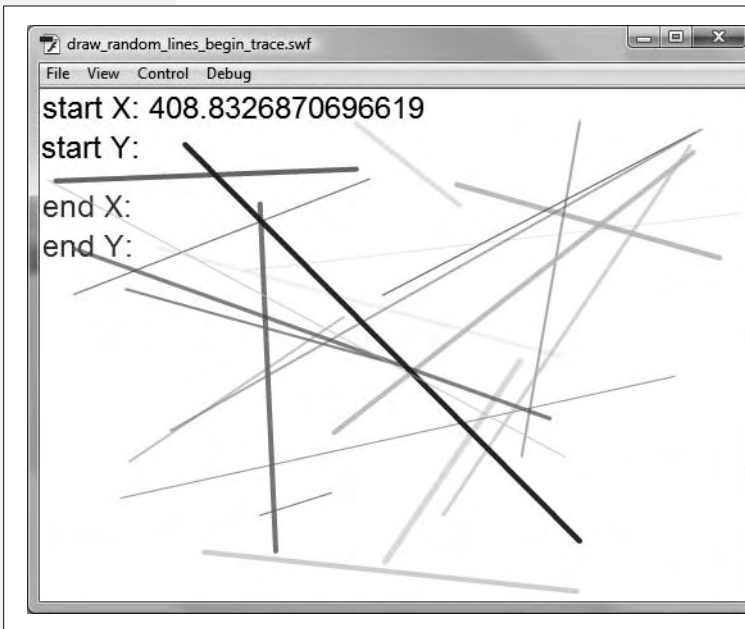 draw_random_lines_begin_trace.swf
File View Control Debug
start X: 408.8326870696619
start Y:
end X:
end Y: